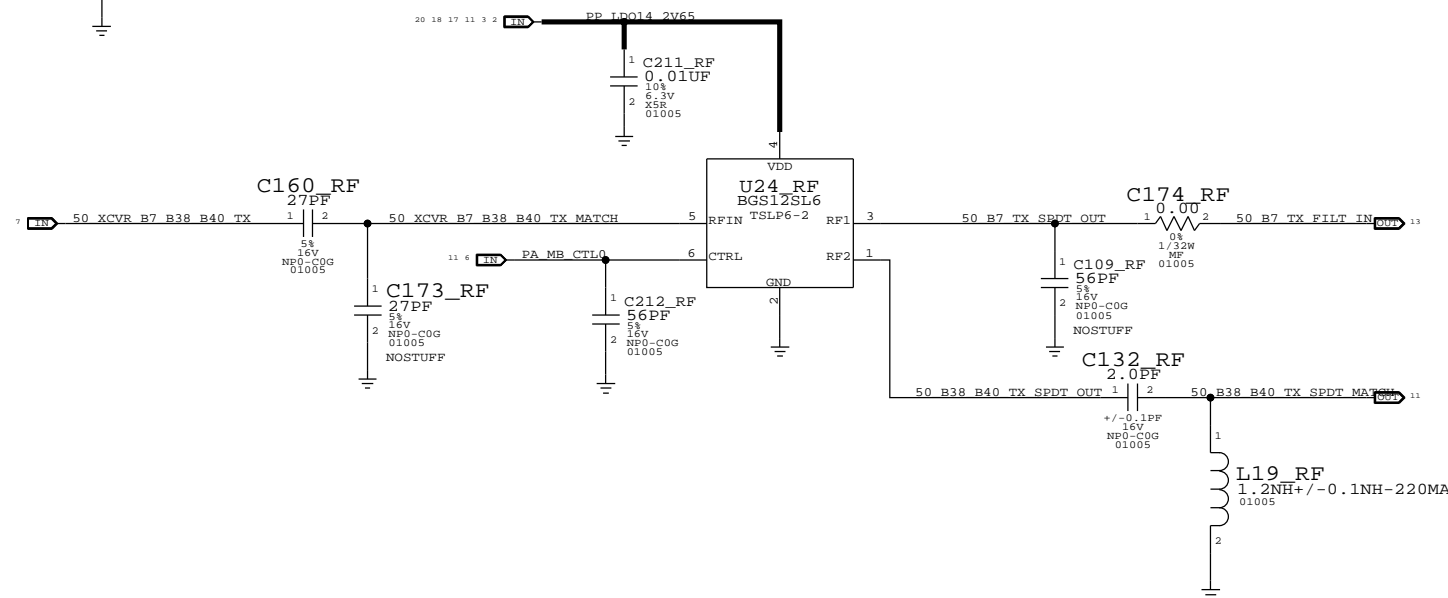 20 18 17 11 3 2 IN PP_LDO14_2V65
1 C211_RF
0.01UF
10%
6.3V
2 X5R
01005
4
VDD
U24_RF
BGS12SL6
TSLP6-2
5 RFIN RF1 3
6 CTRL RF2 1
GND
2
C160_RF
27PF
7 IN 50_XCVR_B7_B38_B40_TX 1 2 50_XCVR_B7_B38_B40_TX_MATCH
5%
16V
NP0-C0G
01005
11 6 IN PA_MB_CTL0
1 C173_RF
27PF
5%
16V
2 NP0-C0G
01005
NOSTUFF
1 C212_RF
56PF
5%
16V
2 NP0-C0G
01005
C174_RF
0.00
50_B7_TX_SPDT_OUT 1 2 50_B7_TX_FILT_IN OUT 13
0%
1/32W
MF
01005
1 C109_RF
56PF
5%
16V
2 NP0-C0G
01005
NOSTUFF
C132_RF
2.0PF
50_B38_B40_TX_SPDT_OUT 1 2 50_B38_B40_TX_SPDT_MATCH OUT 11
+/-0.1PF
16V
NP0-C0G
01005
1
L19_RF
1.2NH+/-0.1NH-220MA
01005
2